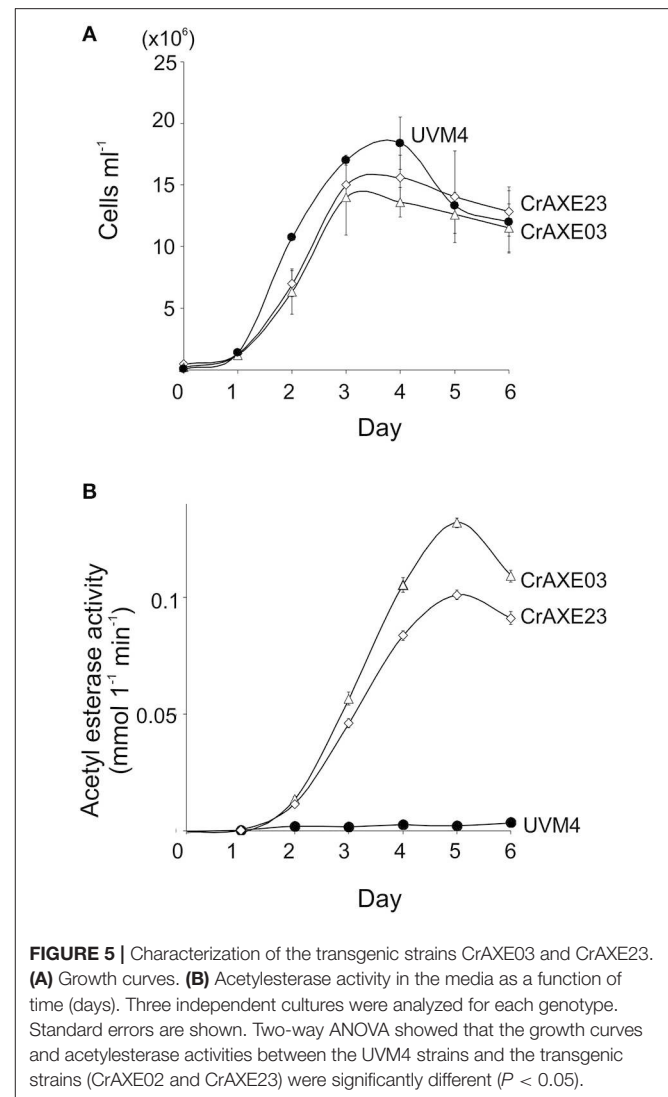 A
(x10⁶)
25
20
15
10
5
Cells ml⁻¹
UVM4
CrAXE23
CrAXE03
0 1 2 3 4 5 6
Day
B
0.1
0.05
Acetyl esterase activity
(mmol 1⁻¹ min⁻¹)
CrAXE03
CrAXE23
UVM4
0 1 2 3 4 5 6
Day
FIGURE 5 | Characterization of the transgenic strains CrAXE03 and CrAXE23.
(A) Growth curves. (B) Acetylesterase activity in the media as a function of
time (days). Three independent cultures were analyzed for each genotype.
Standard errors are shown. Two-way ANOVA showed that the growth curves
and acetylesterase activities between the UVM4 strains and the transgenic
strains (CrAXE02 and CrAXE23) were significantly different (P < 0.05).